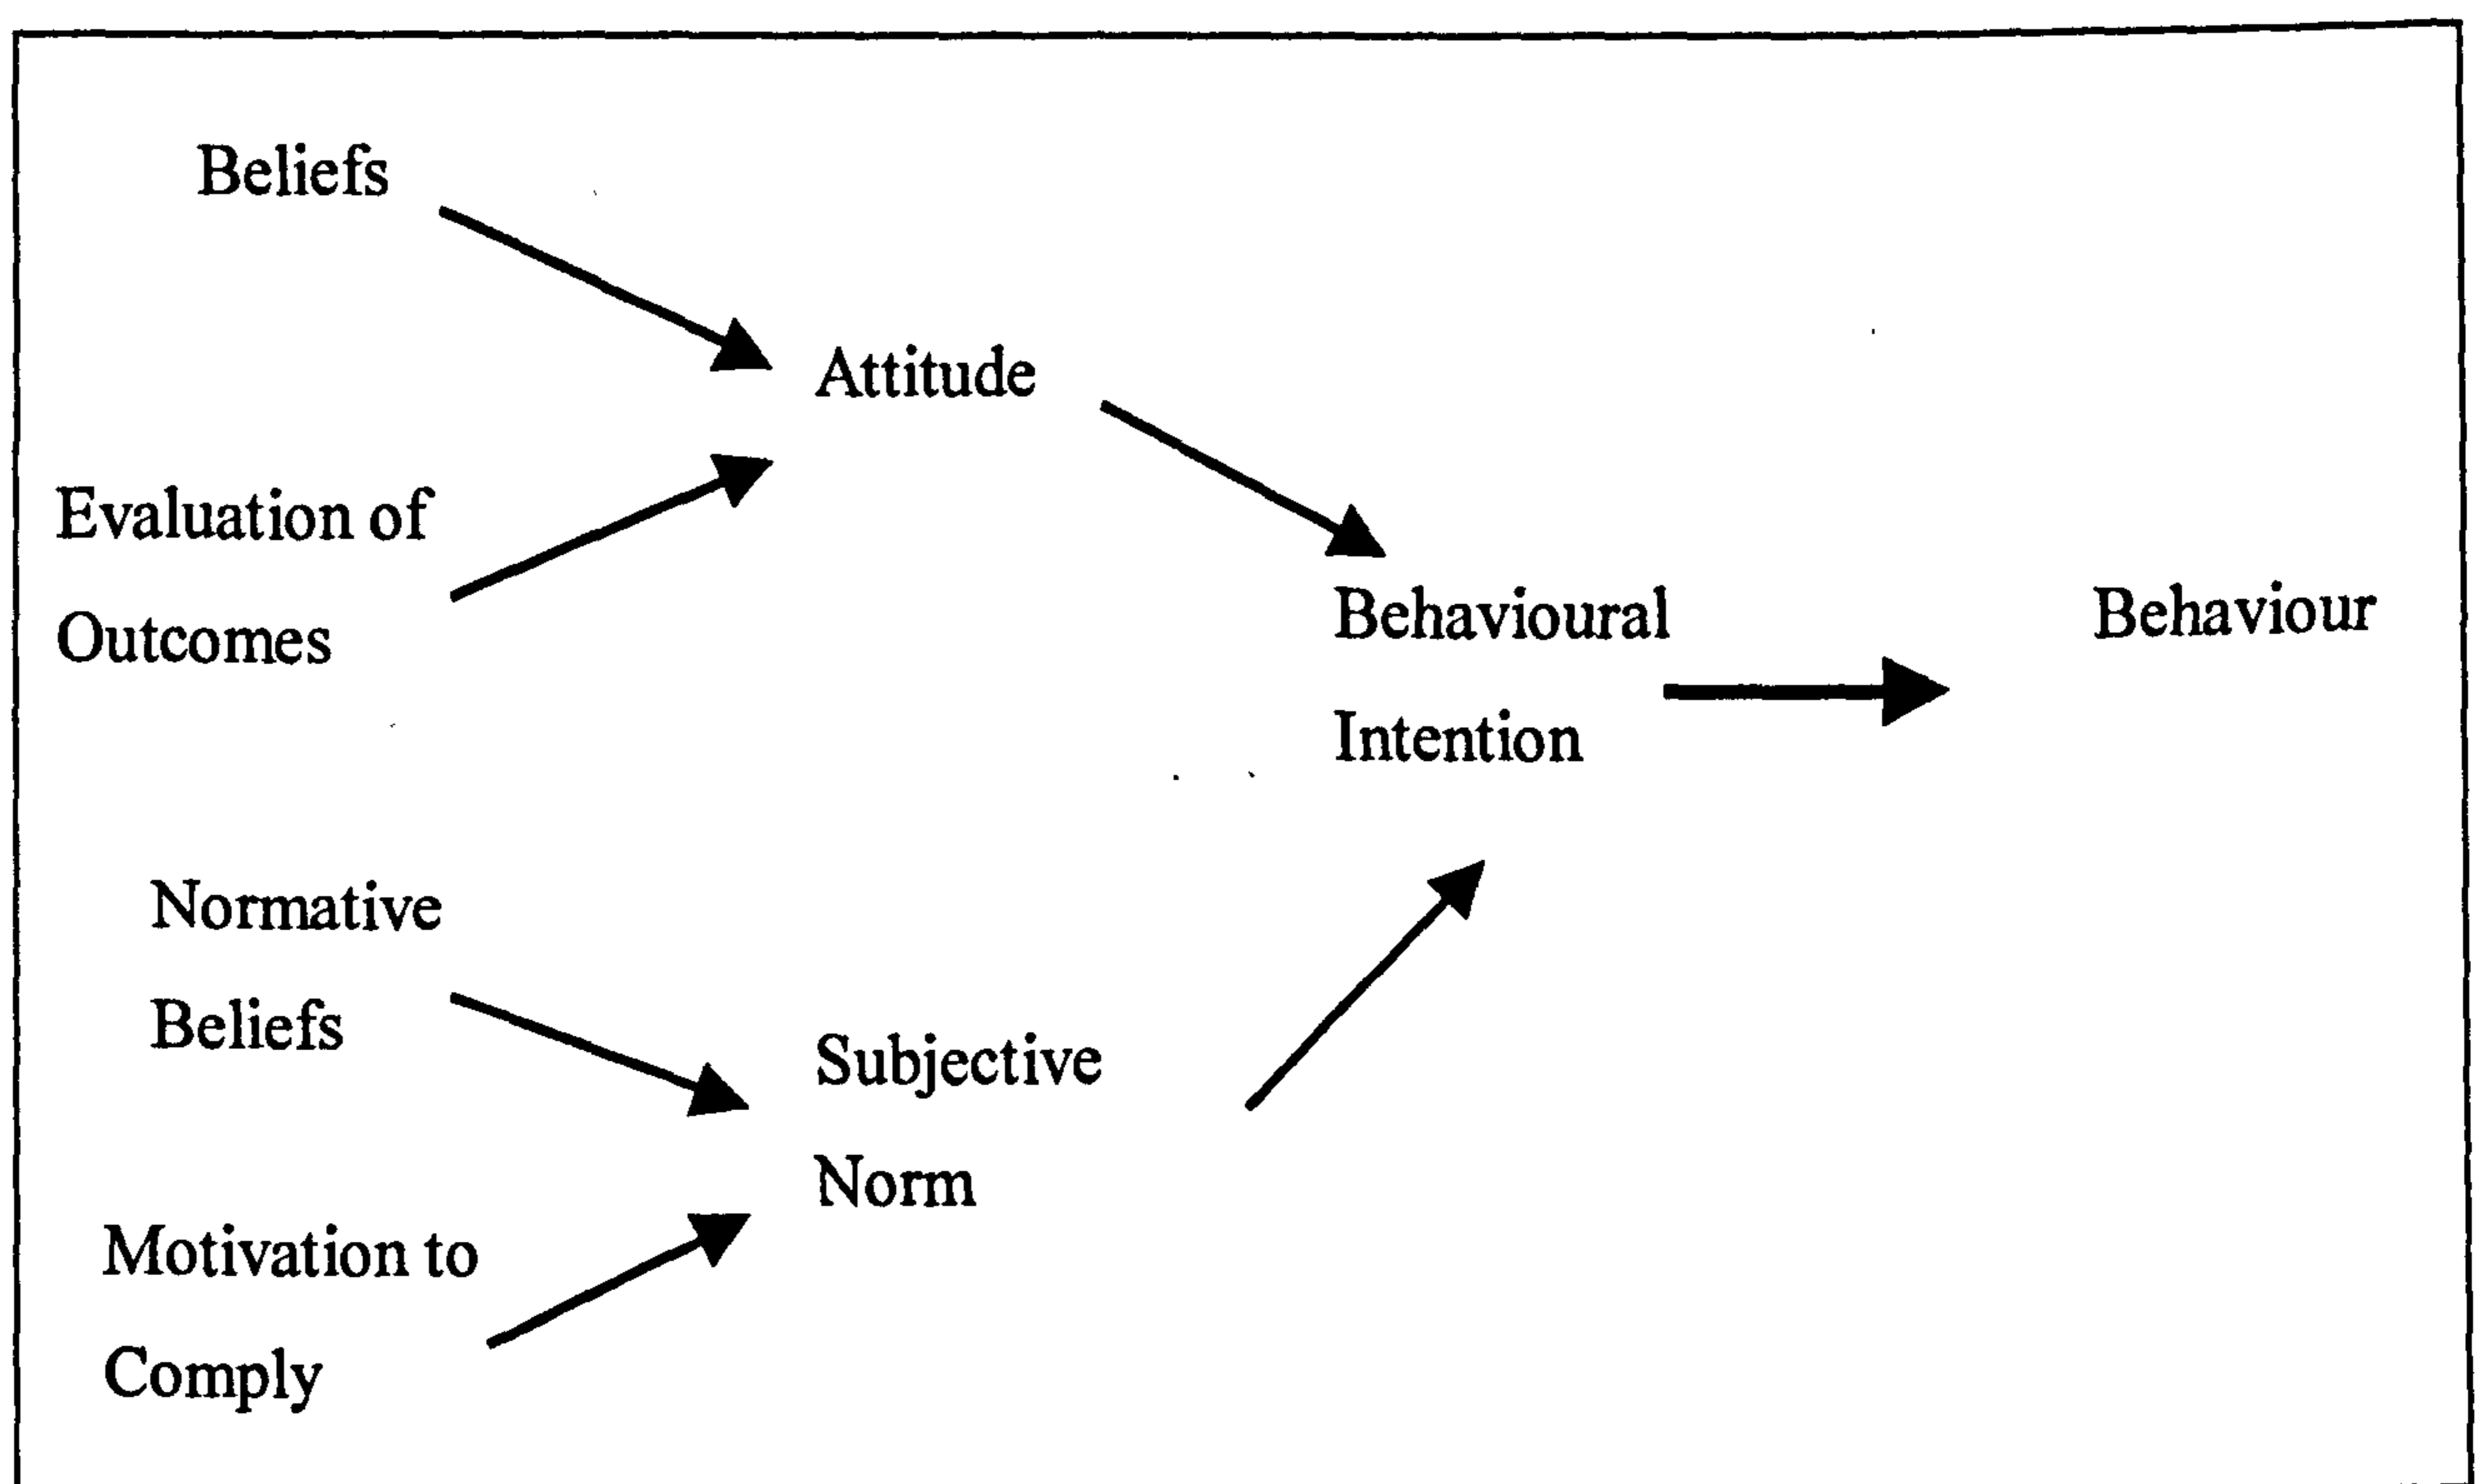 Beliefs
Attitude
Evaluation of
Outcomes
Behavioural
Intention
Behaviour
Normative
Beliefs
Subjective
Norm
Motivation to
Comply